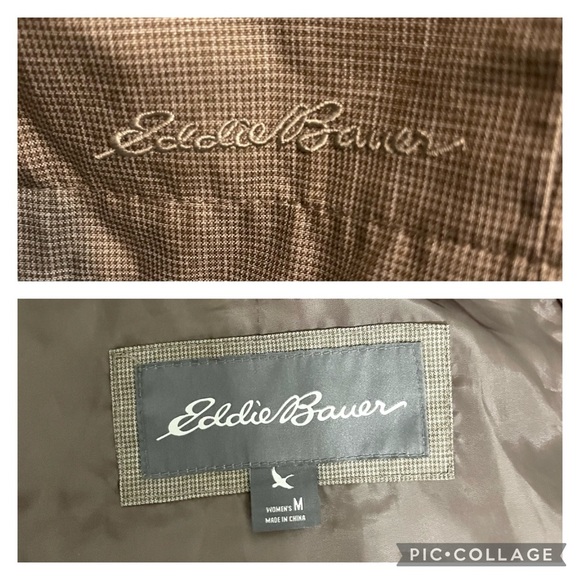 Eddie Bauer
Eddie Bauer
WOMEN'S M
MADE IN CHINA
PIC•COLLAGE